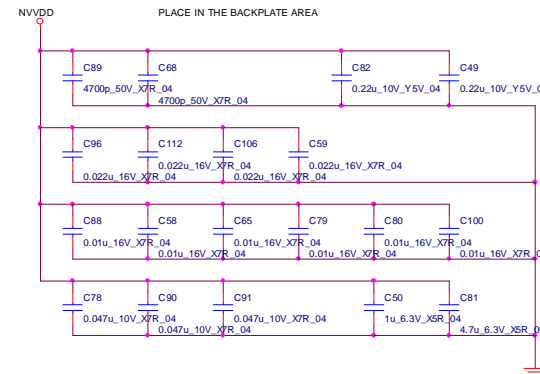 NVVDD PLACE IN THE BACKPLATE AREA
C89 C68 C82 C49
4700p_50V_X7R_04 0.22u_10V_Y5V_04 0.22u_10V_Y5V_0
4700p_50V_X7R_04
C96 C112 C106 C59
0.022u_16V_X7R_04 0.022u_16V_X7R_04
0.022u_16V_X7R_04 0.022u_16V_X7R_04
C88 C58 C65 C79 C80 C100
0.01u_16V_X7R_04 0.01u_16V_X7R_04 0.01u_16V_X7R_04
0.01u_16V_X7R_04 0.01u_16V_X7R_04 0.01u_16V_X7R_0
C78 C90 C91 C50 C81
0.047u_10V_X7R_04 0.047u_10V_X7R_04 1u_6.3V_X5R_04
0.047u_10V_X7R_04 4.7u_6.3V_X5R_0